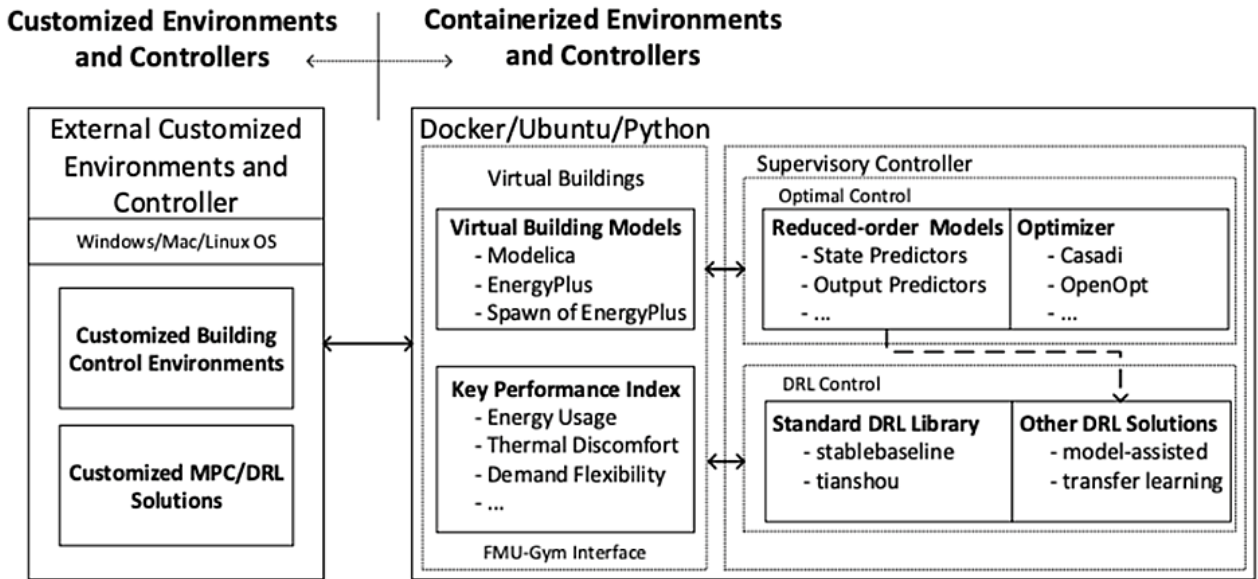 Customized Environments
and Controllers
Containerized Environments
and Controllers
External Customized
Environments and
Controller
Windows/Mac/Linux OS
Customized Building
Control Environments
Customized MPC/DRL
Solutions
Docker/Ubuntu/Python
Virtual Buildings
Virtual Building Models
- Modelica
- EnergyPlus
- Spawn of EnergyPlus
Key Performance Index
- Energy Usage
- Thermal Discomfort
- Demand Flexibility
- ...
FMU-Gym Interface
Supervisory Controller
Optimal Control
Reduced-order Models
- State Predictors
- Output Predictors
- ...
Optimizer
- Casadi
- OpenOpt
- ...
DRL Control
Standard DRL Library
- stablebaseline
- tianshou
Other DRL Solutions
- model-assisted
- transfer learning